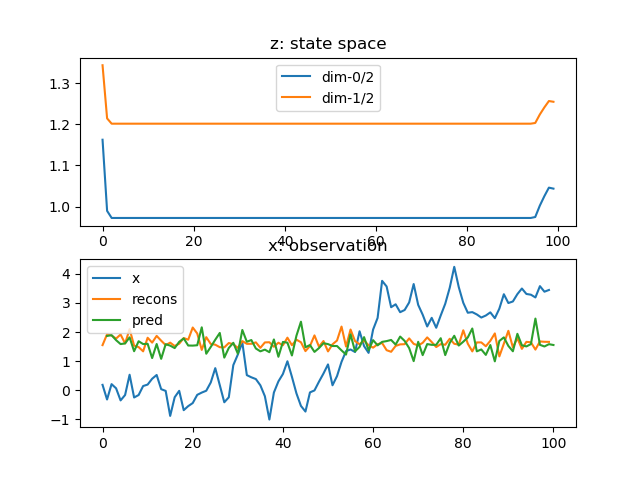 z: state space
dim-0/2
dim-1/2
1.3
1.2
1.1
1.0
0 20 40 60 80 100
x: observation
x
recons
pred
4
3
2
1
0
−1
0 20 40 60 80 100